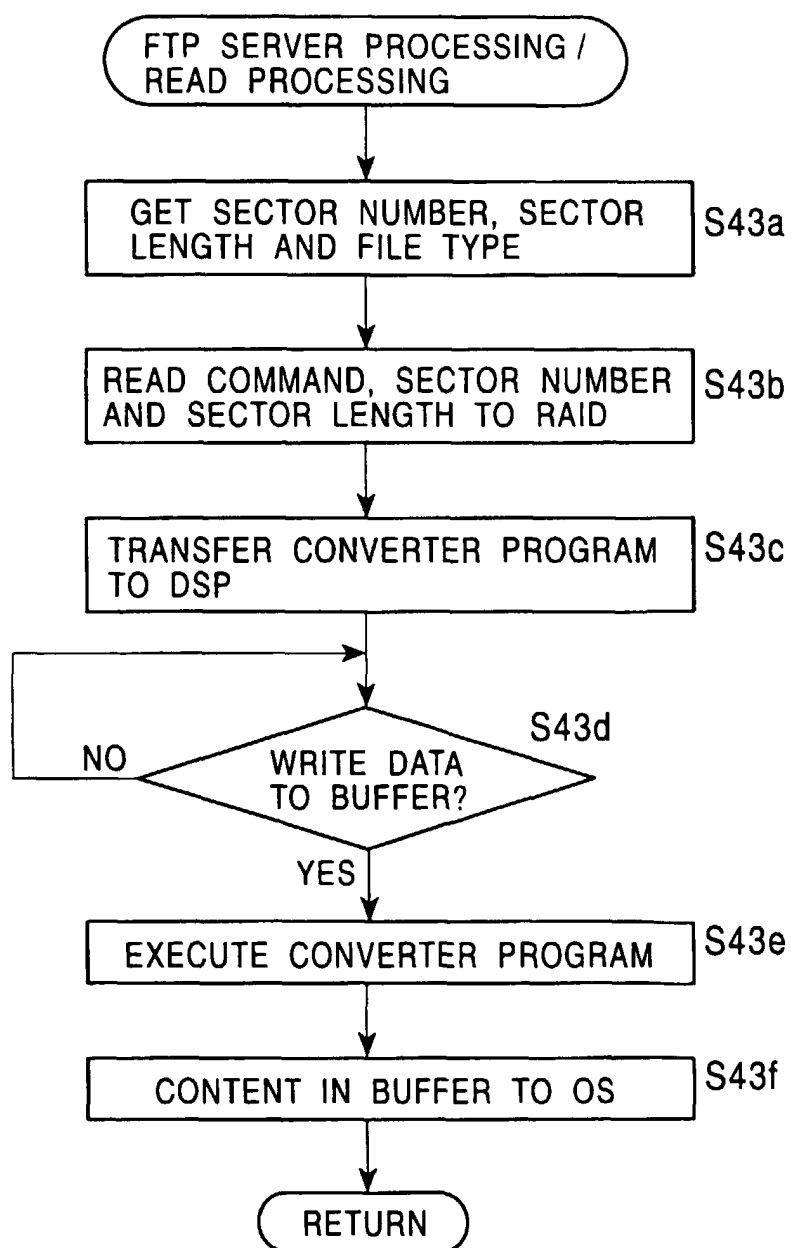 FTP SERVER PROCESSING /
READ PROCESSING
GET SECTOR NUMBER, SECTOR
LENGTH AND FILE TYPE
S43a
READ COMMAND, SECTOR NUMBER
AND SECTOR LENGTH TO RAID
S43b
TRANSFER CONVERTER PROGRAM
TO DSP
S43c
S43d
NO
WRITE DATA
TO BUFFER?
YES
EXECUTE CONVERTER PROGRAM
S43e
CONTENT IN BUFFER TO OS
S43f
RETURN